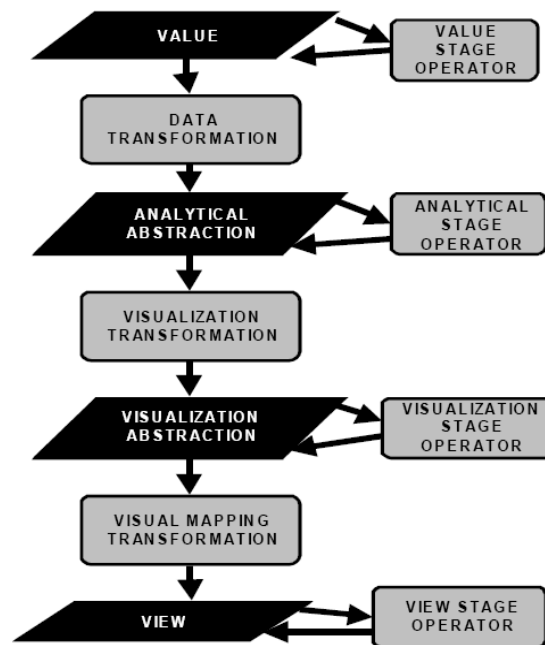 VALUE
VALUE
STAGE
OPERATOR
DATA
TRANSFORMATION
ANALYTICAL
ABSTRACTION
ANALYTICAL
STAGE
OPERATOR
VISUALIZATION
TRANSFORMATION
VISUALIZATION
ABSTRACTION
VISUALIZATION
STAGE
OPERATOR
VISUAL MAPPING
TRANSFORMATION
VIEW
VIEW STAGE
OPERATOR